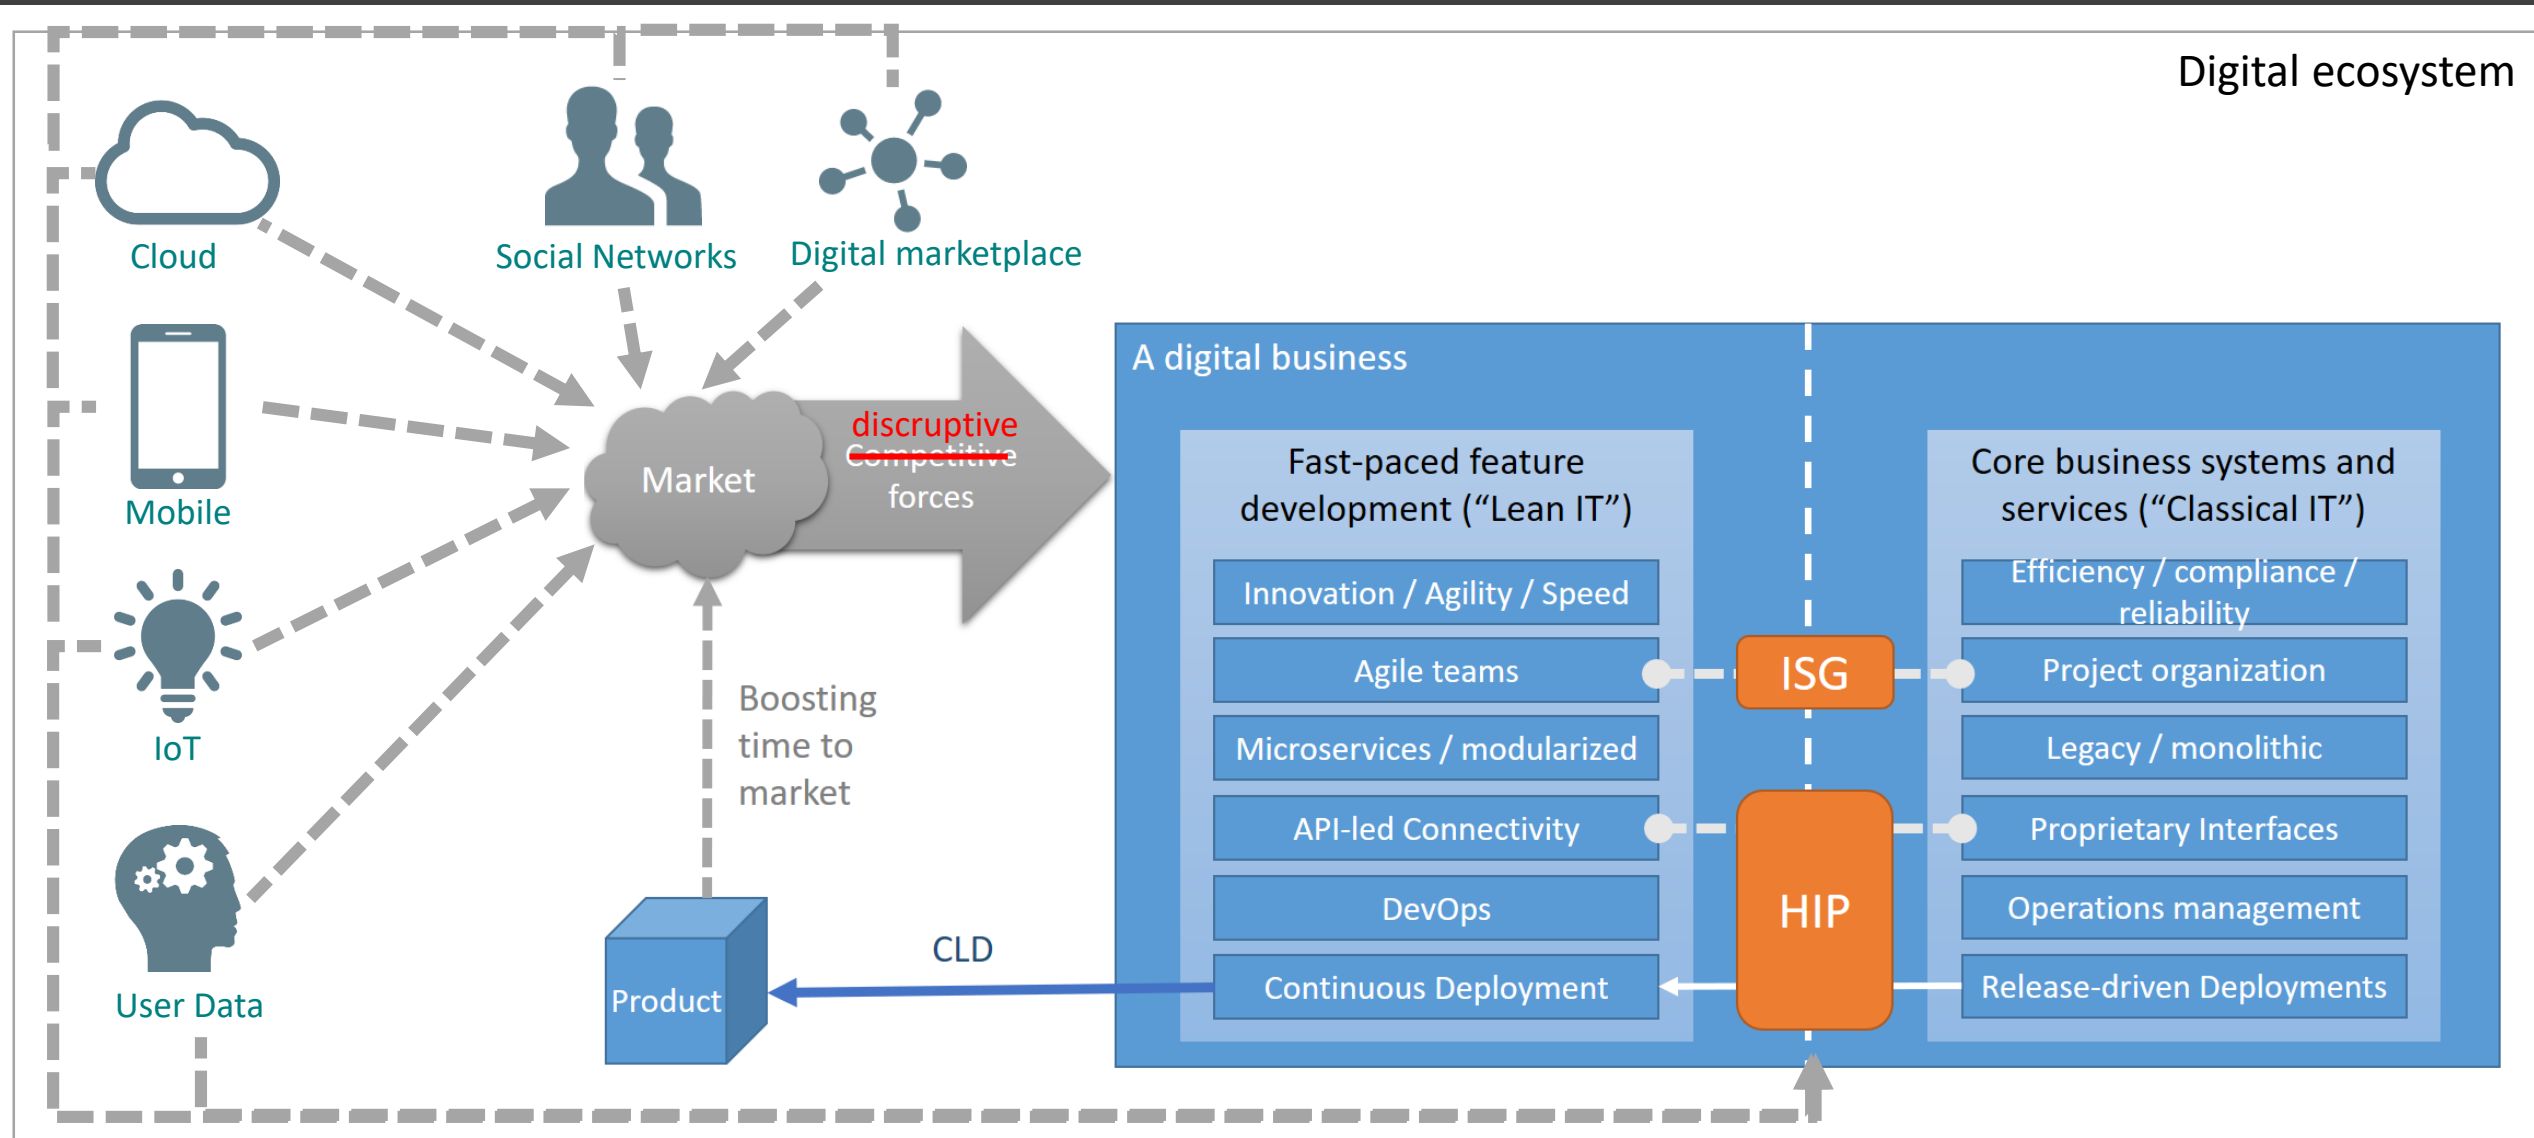 Digital ecosystem
Cloud
Social Networks
Digital marketplace
Mobile
IoT
User Data
Market
discruptive
Competitive
forces
Boosting
time to
market
Product
CLD
A digital business
Fast-paced feature
development (“Lean IT”)
Innovation / Agility / Speed
Agile teams
Microservices / modularized
API-led Connectivity
DevOps
Continuous Deployment
ISG
HIP
Core business systems and
services (“Classical IT”)
Efficiency / compliance /
reliability
Project organization
Legacy / monolithic
Proprietary Interfaces
Operations management
Release-driven Deployments